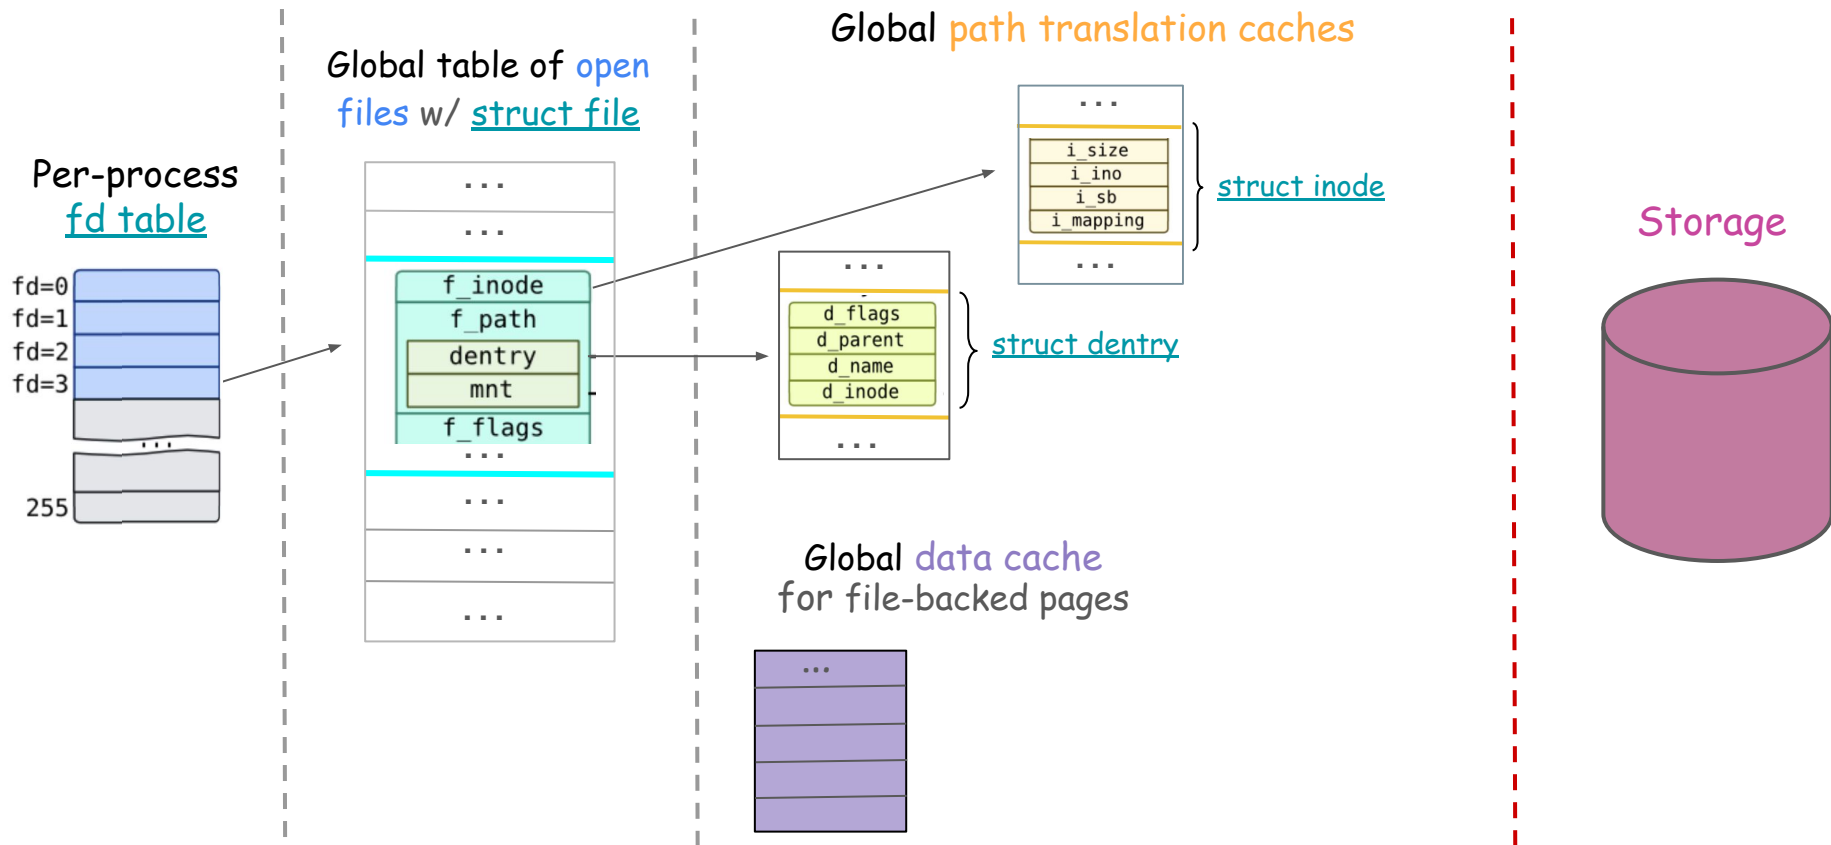 Per-process
fd table
fd=0
fd=1
fd=2
fd=3
...
255
Global table of open
files w/ struct file
...
...
f_inode
f_path
dentry
mnt
f_flags
...
...
...
...
Global path translation caches
...
i_size
i_ino
i_sb
i_mapping
...
struct inode
...
d_flags
d_parent
d_name
d_inode
...
struct dentry
Global data cache
for file-backed pages
...
Storage